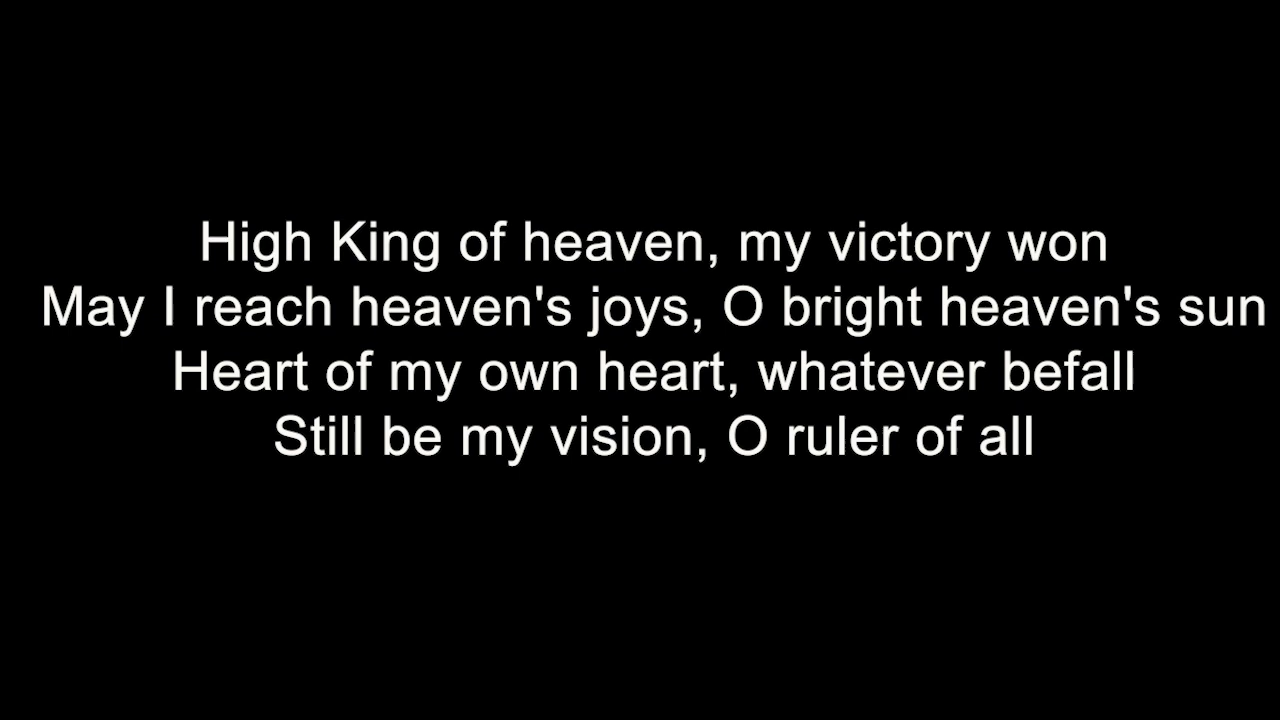 High King of heaven, my victory won
May I reach heaven's joys, O bright heaven's sun
Heart of my own heart, whatever befall
Still be my vision, O ruler of all